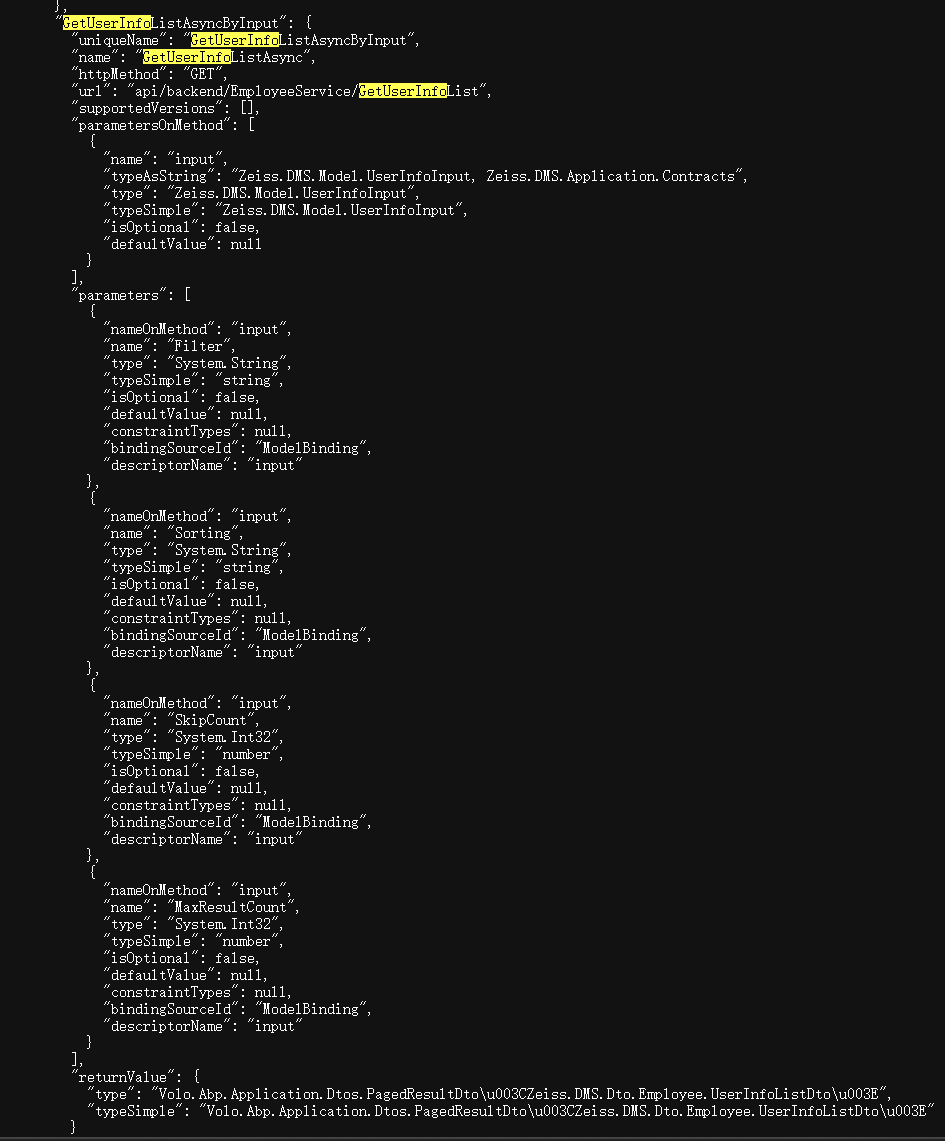 },
"GetUserInfoListAsyncByInput": {
"uniqueName": "GetUserInfoListAsyncByInput",
"name": "GetUserInfoListAsync",
"httpMethod": "GET",
"url": "api/backend/EmployeeService/GetUserInfoList",
"supportedVersions": [],
"parametersOnMethod": [
{
"name": "input",
"typeAsString": "Zeiss.DMS.Model.UserInfoInput, Zeiss.DMS.Application.Contracts",
"type": "Zeiss.DMS.Model.UserInfoInput",
"typeSimple": "Zeiss.DMS.Model.UserInfoInput",
"isOptional": false,
"defaultValue": null
}
],
"parameters": [
{
"nameOnMethod": "input",
"name": "Filter",
"type": "System.String",
"typeSimple": "string",
"isOptional": false,
"defaultValue": null,
"constraintTypes": null,
"bindingSourceId": "ModelBinding",
"descriptorName": "input"
},
{
"nameOnMethod": "input",
"name": "Sorting",
"type": "System.String",
"typeSimple": "string",
"isOptional": false,
"defaultValue": null,
"constraintTypes": null,
"bindingSourceId": "ModelBinding",
"descriptorName": "input"
},
{
"nameOnMethod": "input",
"name": "SkipCount",
"type": "System.Int32",
"typeSimple": "number",
"isOptional": false,
"defaultValue": null,
"constraintTypes": null,
"bindingSourceId": "ModelBinding",
"descriptorName": "input"
},
{
"nameOnMethod": "input",
"name": "MaxResultCount",
"type": "System.Int32",
"typeSimple": "number",
"isOptional": false,
"defaultValue": null,
"constraintTypes": null,
"bindingSourceId": "ModelBinding",
"descriptorName": "input"
}
],
"returnValue": {
"type": "Volo.Abp.Application.Dtos.PagedResultDto\u003CZeiss.DMS.Dto.Employee.UserInfoListDto\u003E",
"typeSimple": "Volo.Abp.Application.Dtos.PagedResultDto\u003CZeiss.DMS.Dto.Employee.UserInfoListDto\u003E"
}